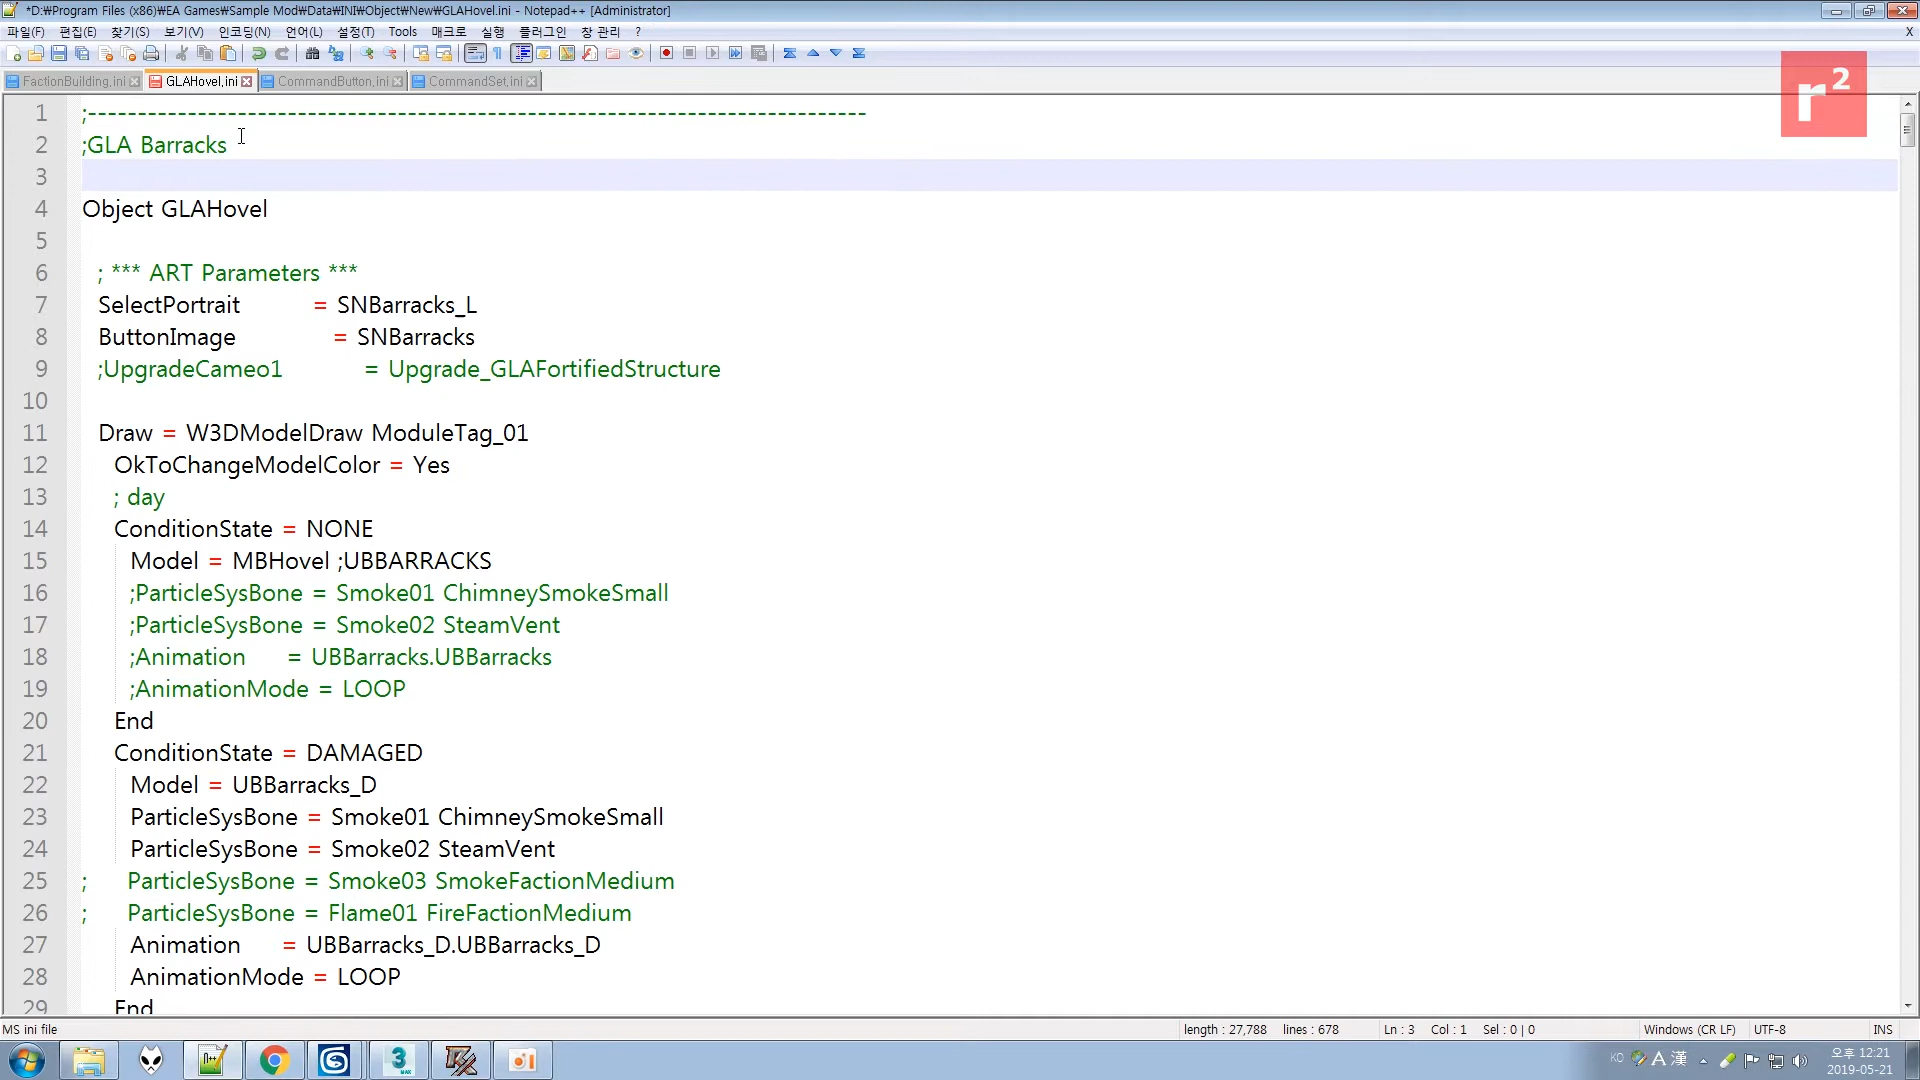 *D:₩Program Files (x86)₩EA Games₩Sample Mod₩Data₩INI₩Object₩New₩GLAHovel.ini - Notepad++ [Administrator]
파일(F) 편집(E) 찾기(S) 보기(V) 인코딩(N) 언어(L) 설정(T) Tools 매크로 실행 플러그인 창 관리 ? X
FactionBuilding.ini GLAHovel.ini CommandButton.ini CommandSet.ini
r²
1 ;------------------------------------------------------------------------------
2 ;GLA Barracks
3
4 Object GLAHovel
5
6 ; *** ART Parameters ***
7 SelectPortrait = SNBarracks_L
8 ButtonImage = SNBarracks
9 ;UpgradeCameo1 = Upgrade_GLAFortifiedStructure
10
11 Draw = W3DModelDraw ModuleTag_01
12 OkToChangeModelColor = Yes
13 ; day
14 ConditionState = NONE
15 Model = MBHovel ;UBBARRACKS
16 ;ParticleSysBone = Smoke01 ChimneySmokeSmall
17 ;ParticleSysBone = Smoke02 SteamVent
18 ;Animation = UBBarracks.UBBarracks
19 ;AnimationMode = LOOP
20 End
21 ConditionState = DAMAGED
22 Model = UBBarracks_D
23 ParticleSysBone = Smoke01 ChimneySmokeSmall
24 ParticleSysBone = Smoke02 SteamVent
25 ; ParticleSysBone = Smoke03 SmokeFactionMedium
26 ; ParticleSysBone = Flame01 FireFactionMedium
27 Animation = UBBarracks_D.UBBarracks_D
28 AnimationMode = LOOP
29 End
MS ini file length : 27,788 lines : 678 Ln : 3 Col : 1 Sel : 0 | 0 Windows (CR LF) UTF-8 INS
KO A 漢 오후 12:21
2019-05-21